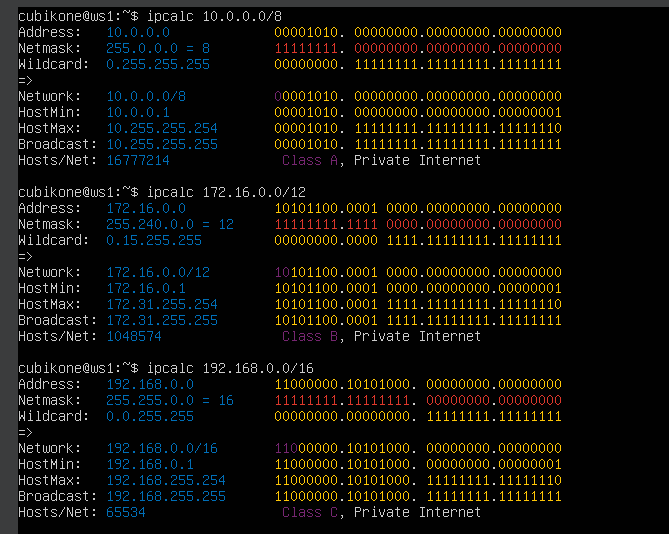 cubikone@ws1:~$ ipcalc 10.0.0.0/8
Address:   10.0.0.0             00001010. 00000000.00000000.00000000
Netmask:   255.0.0.0 = 8        11111111. 00000000.00000000.00000000
Wildcard:  0.255.255.255        00000000. 11111111.11111111.11111111
=>
Network:   10.0.0.0/8           00001010. 00000000.00000000.00000000
HostMin:   10.0.0.1             00001010. 00000000.00000000.00000001
HostMax:   10.255.255.254       00001010. 11111111.11111111.11111110
Broadcast: 10.255.255.255       00001010. 11111111.11111111.11111111
Hosts/Net: 16777214              Class A, Private Internet
cubikone@ws1:~$ ipcalc 172.16.0.0/12
Address:   172.16.0.0           10101100.0001 0000.00000000.00000000
Netmask:   255.240.0.0 = 12     11111111.1111 0000.00000000.00000000
Wildcard:  0.15.255.255         00000000.0000 1111.11111111.11111111
=>
Network:   172.16.0.0/12        10101100.0001 0000.00000000.00000000
HostMin:   172.16.0.1           10101100.0001 0000.00000000.00000001
HostMax:   172.31.255.254       10101100.0001 1111.11111111.11111110
Broadcast: 172.31.255.255       10101100.0001 1111.11111111.11111111
Hosts/Net: 1048574               Class B, Private Internet
cubikone@ws1:~$ ipcalc 192.168.0.0/16
Address:   192.168.0.0          11000000.10101000. 00000000.00000000
Netmask:   255.255.0.0 = 16     11111111.11111111. 00000000.00000000
Wildcard:  0.0.255.255          00000000.00000000. 11111111.11111111
=>
Network:   192.168.0.0/16       11000000.10101000. 00000000.00000000
HostMin:   192.168.0.1          11000000.10101000. 00000000.00000001
HostMax:   192.168.255.254      11000000.10101000. 11111111.11111110
Broadcast: 192.168.255.255      11000000.10101000. 11111111.11111111
Hosts/Net: 65534                 Class C, Private Internet